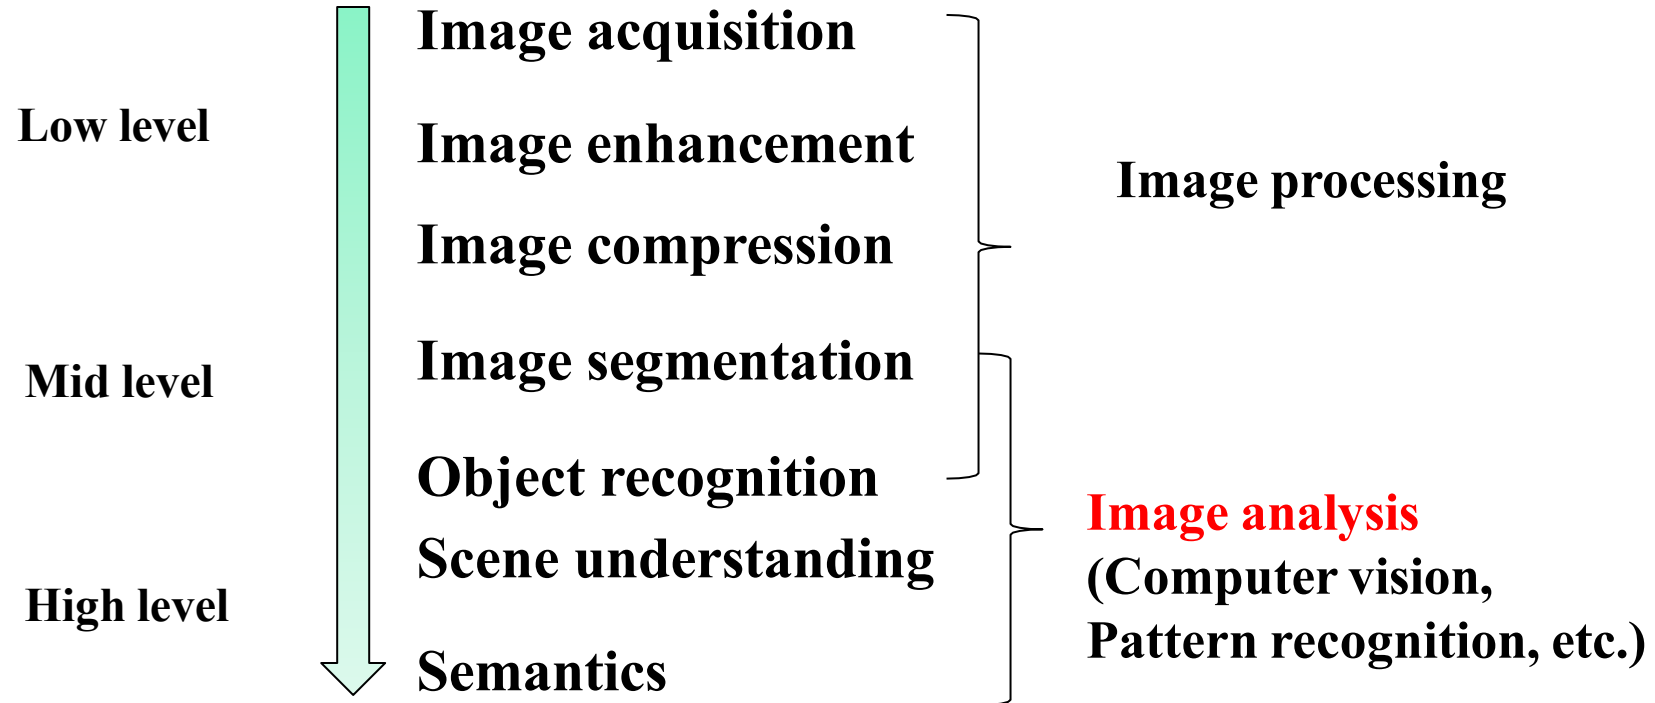 Low level
Mid level
High level
Image acquisition
Image enhancement
Image compression
Image segmentation
Object recognition
Scene understanding
Semantics
Image processing
Image analysis
(Computer vision,
Pattern recognition, etc.)